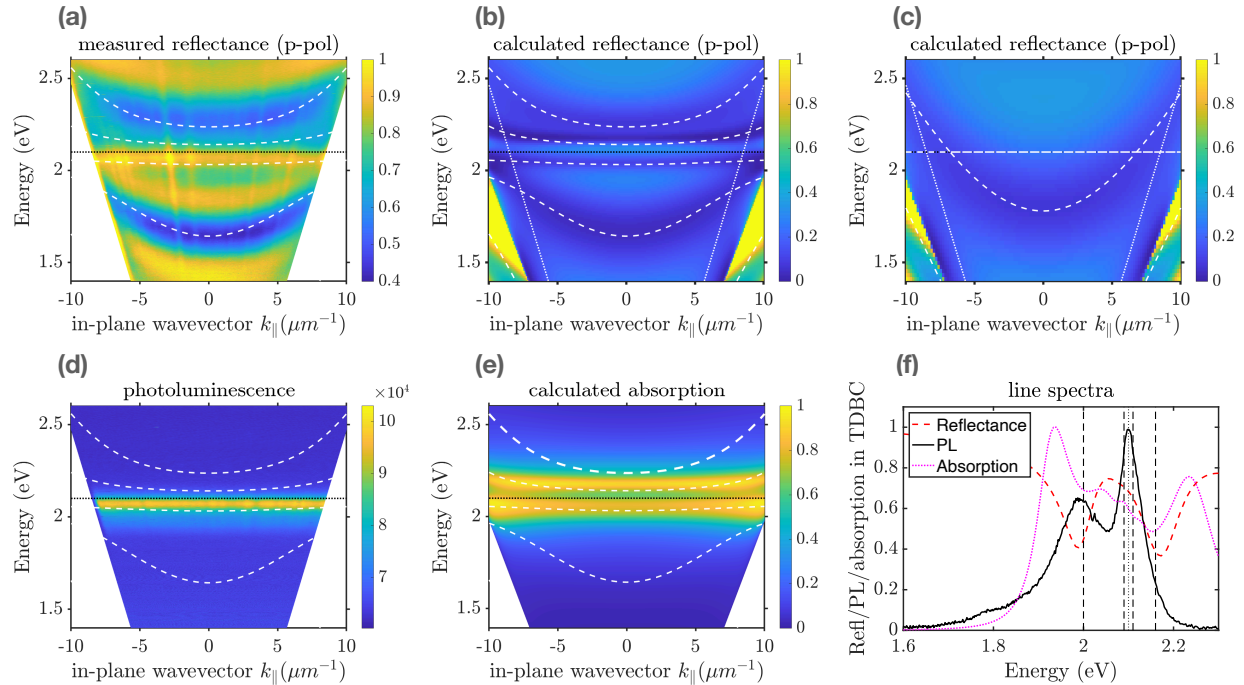 (a)
measured reflectance (p-pol)
Energy (eV)
2.5
2
1.5
-10 -5 0 5 10
in-plane wavevector k∥(μm⁻¹)
1
0.9
0.8
0.7
0.6
0.5
0.4
(b)
calculated reflectance (p-pol)
Energy (eV)
2.5
2
1.5
-10 -5 0 5 10
in-plane wavevector k∥(μm⁻¹)
1
0.8
0.6
0.4
0.2
0
(c)
calculated reflectance (p-pol)
Energy (eV)
2.5
2
1.5
-10 -5 0 5 10
in-plane wavevector k∥(μm⁻¹)
1
0.8
0.6
0.4
0.2
0
(d)
photoluminescence
Energy (eV)
2.5
2
1.5
-10 -5 0 5 10
in-plane wavevector k∥(μm⁻¹)
×10⁴
10
9
8
7
(e)
calculated absorption
Energy (eV)
2.5
2
1.5
-10 -5 0 5 10
in-plane wavevector k∥(μm⁻¹)
1
0.8
0.6
0.4
0.2
0
(f)
line spectra
Refl/PL/absorption in TDBC
1
0.8
0.6
0.4
0.2
0
Reflectance
PL
Absorption
1.6 1.8 2 2.2
Energy (eV)